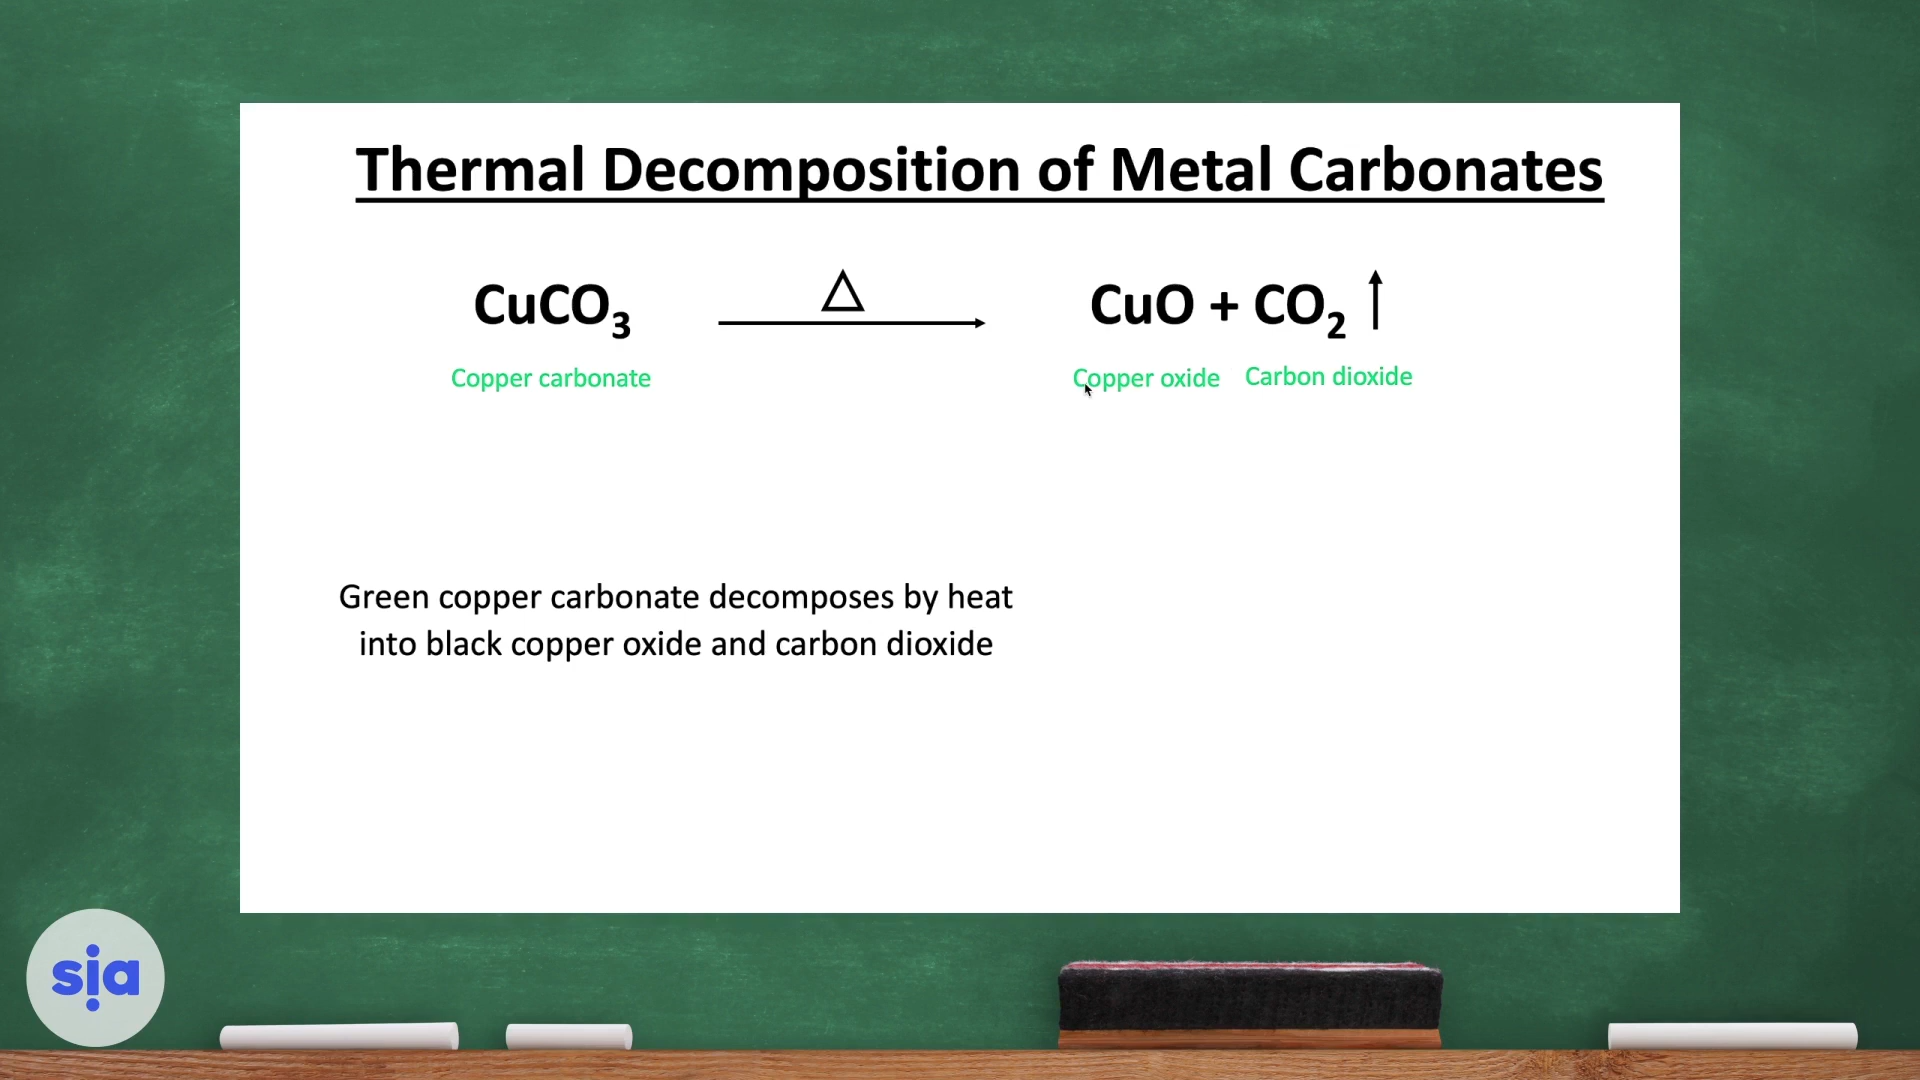 Thermal Decomposition of Metal Carbonates
CuCO₃ △ CuO + CO₂ ↑
Copper carbonate Copper oxide Carbon dioxide
Green copper carbonate decomposes by heat
into black copper oxide and carbon dioxide
sia